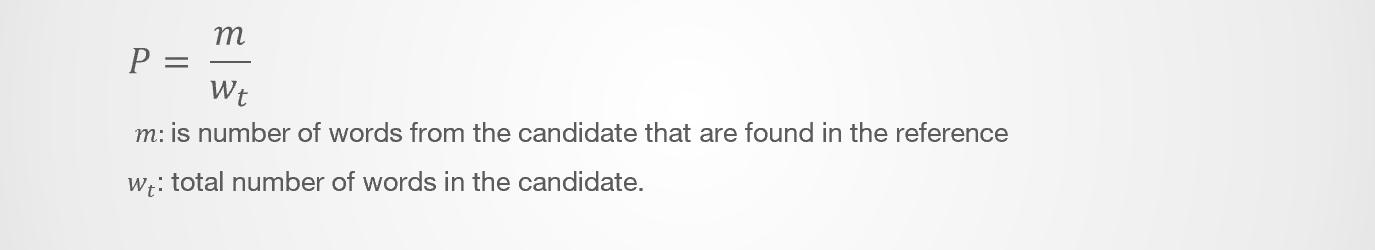 P = m / w_t
m: is number of words from the candidate that are found in the reference
w_t: total number of words in the candidate.